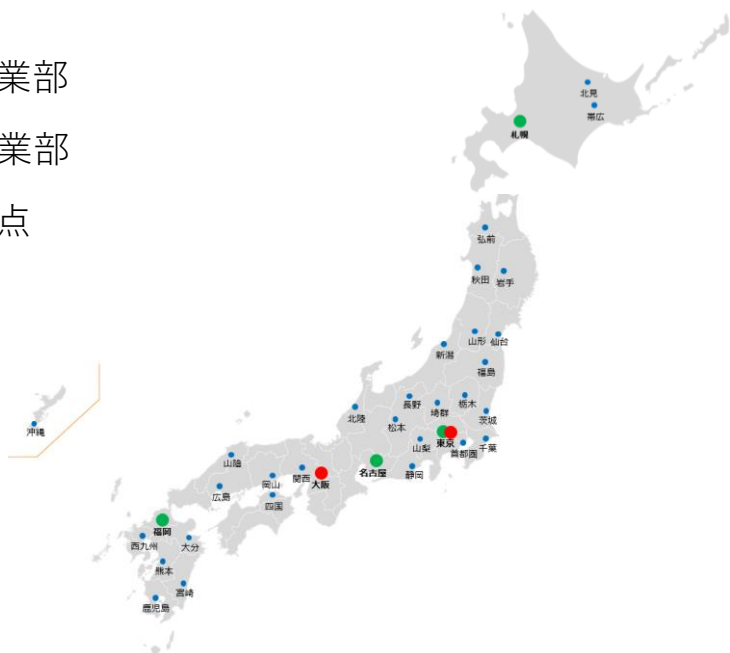 業部
業部
点
北見
帯広
札幌
弘前
秋田
岩手
山形
仙台
新潟
福島
長野
埼群
栃木
北陸
松本
茨城
山梨
東京
首都圏
千葉
名古屋
静岡
山陰
岡山
関西
大阪
広島
四国
福岡
西九州
大分
熊本
宮崎
鹿児島
沖縄